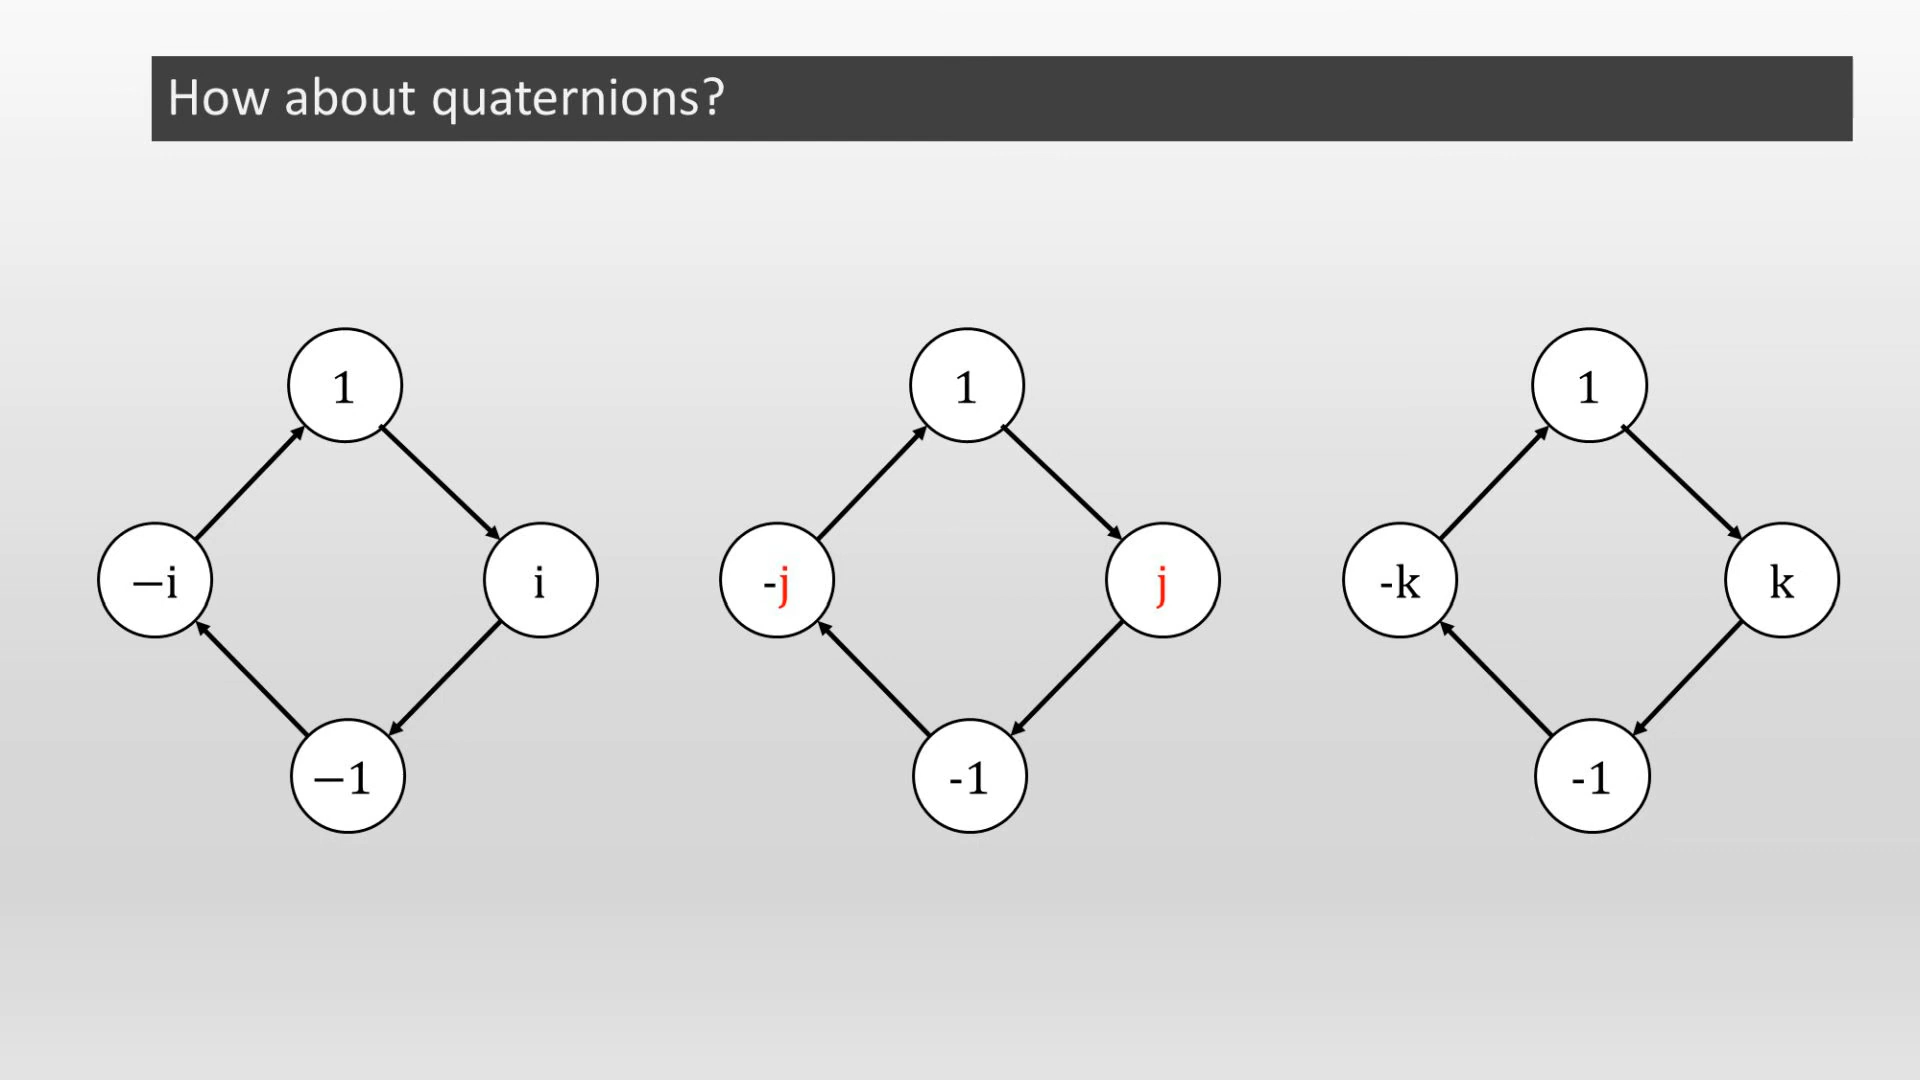 How about quaternions?
1
−i
i
−1
1
-j
j
-1
1
-k
k
-1